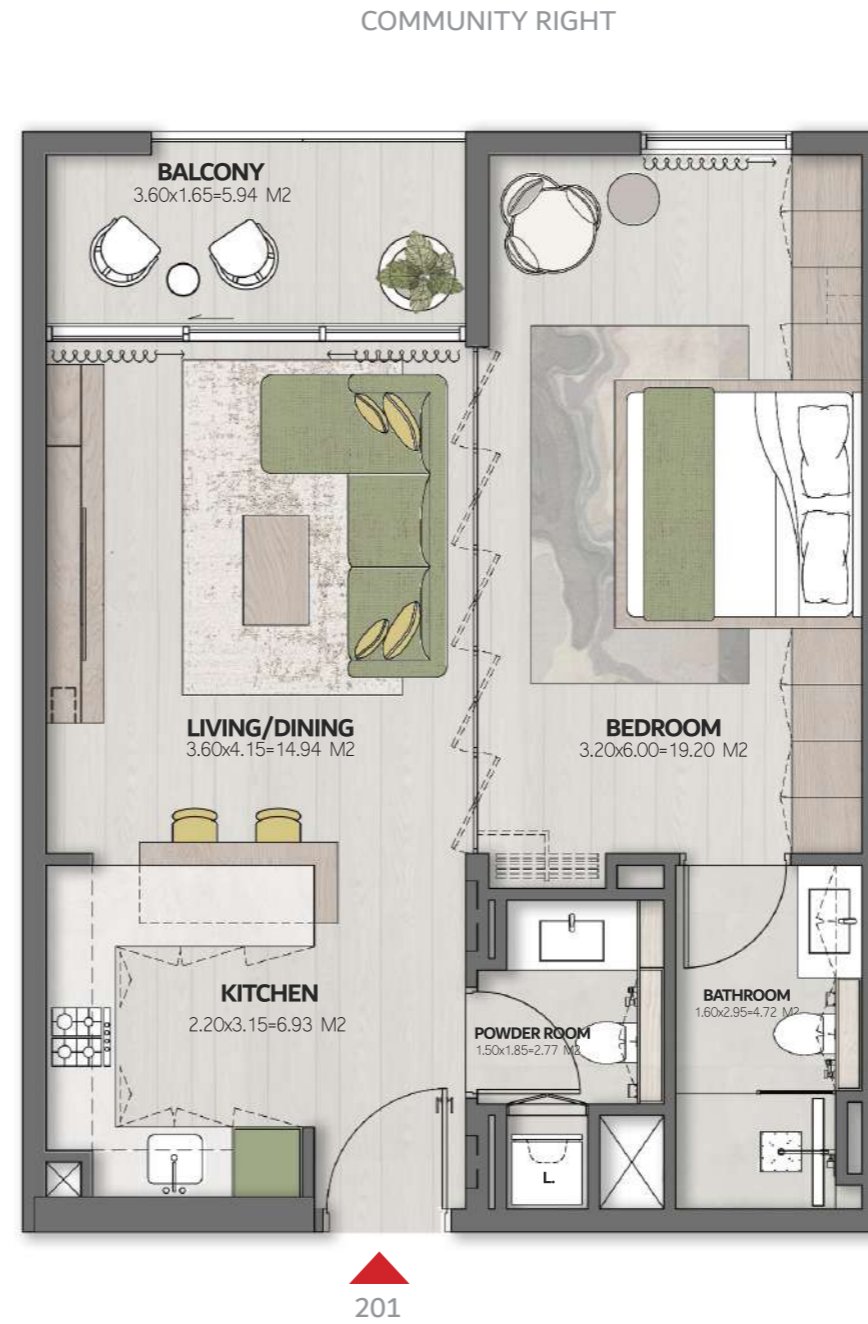 COMMUNITY RIGHT
BALCONY
3.60x1.65=5.94 M2
LIVING/DINING
3.60x4.15=14.94 M2
BEDROOM
3.20x6.00=19.20 M2
KITCHEN
2.20x3.15=6.93 M2
POWDER ROOM
1.50x1.85=2.77 M2
BATHROOM
1.60x2.95=4.72 M2
L.
201